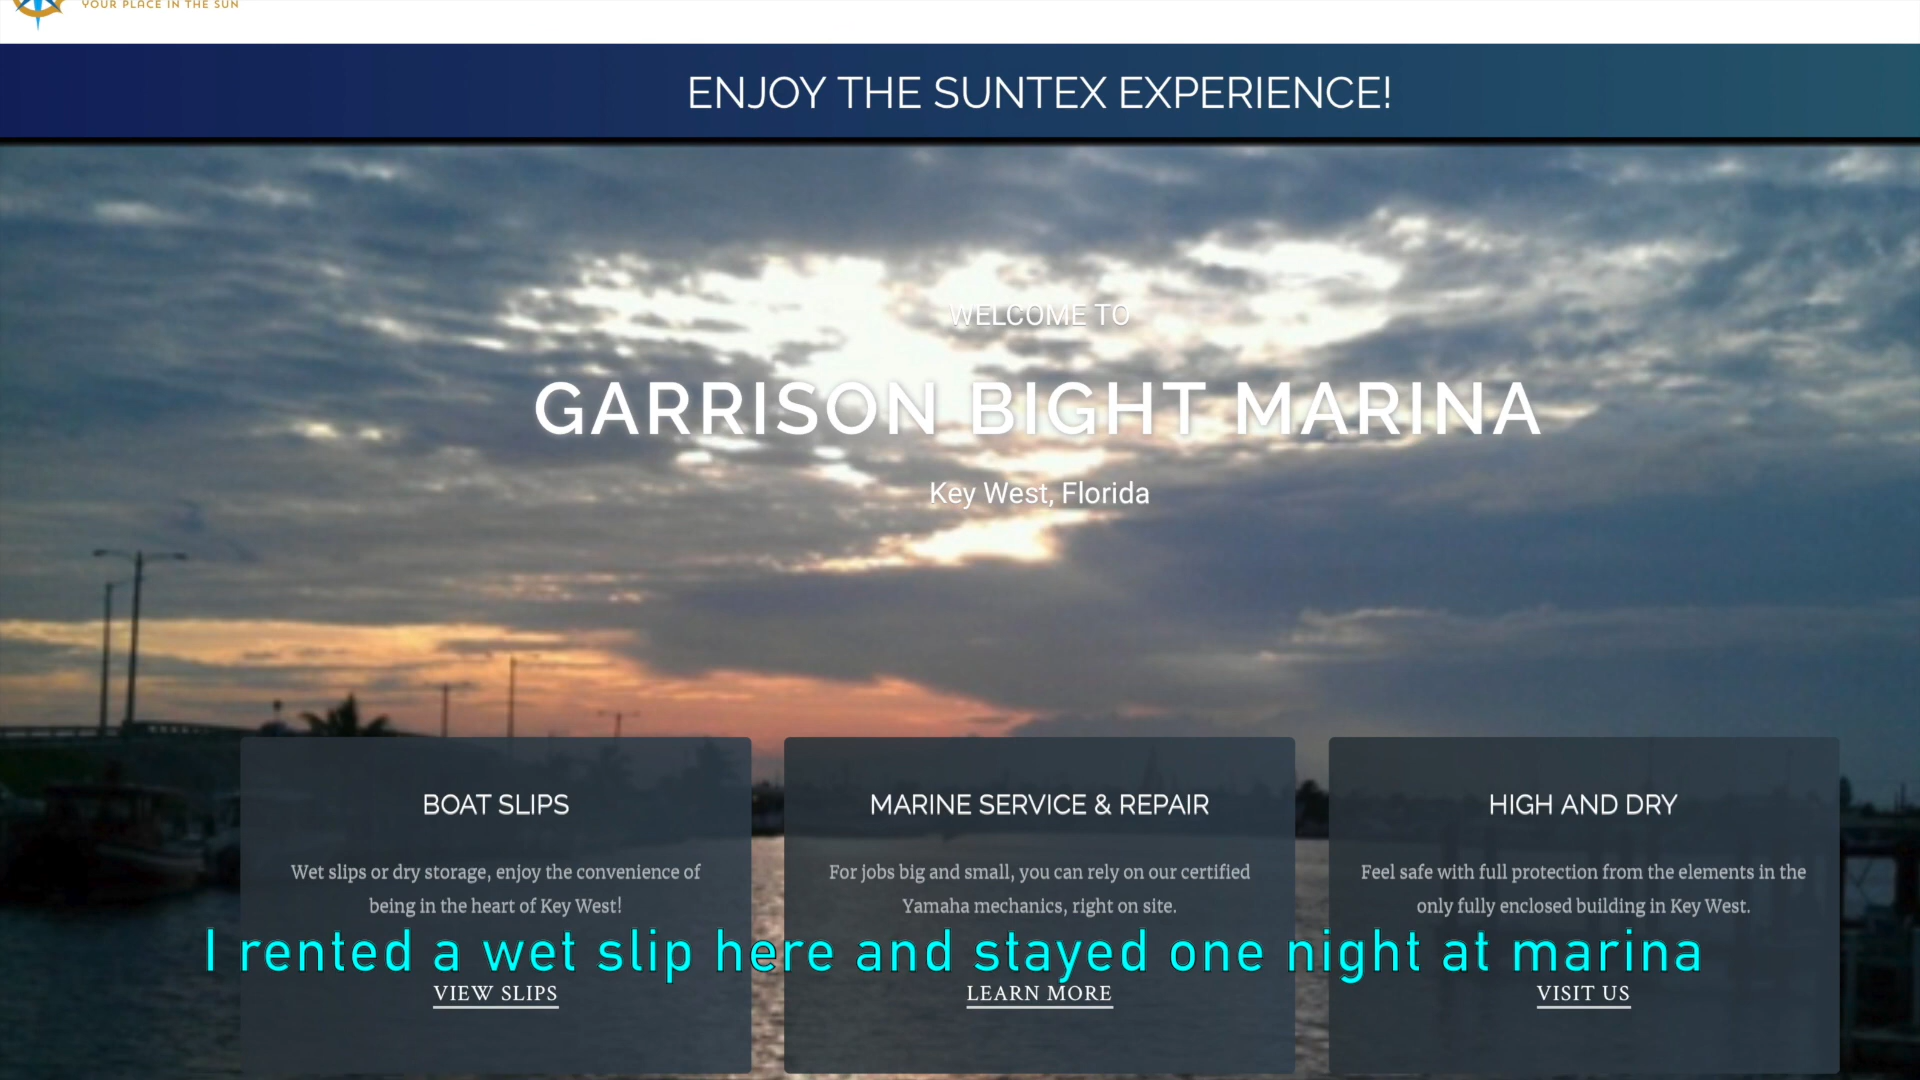 YOUR PLACE IN THE SUN
ENJOY THE SUNTEX EXPERIENCE!
WELCOME TO
GARRISON BIGHT MARINA
Key West, Florida
BOAT SLIPS
Wet slips or dry storage, enjoy the convenience of
being in the heart of Key West!
VIEW SLIPS
MARINE SERVICE & REPAIR
For jobs big and small, you can rely on our certified
Yamaha mechanics, right on site.
LEARN MORE
HIGH AND DRY
Feel safe with full protection from the elements in the
only fully enclosed building in Key West.
VISIT US
I rented a wet slip here and stayed one night at marina